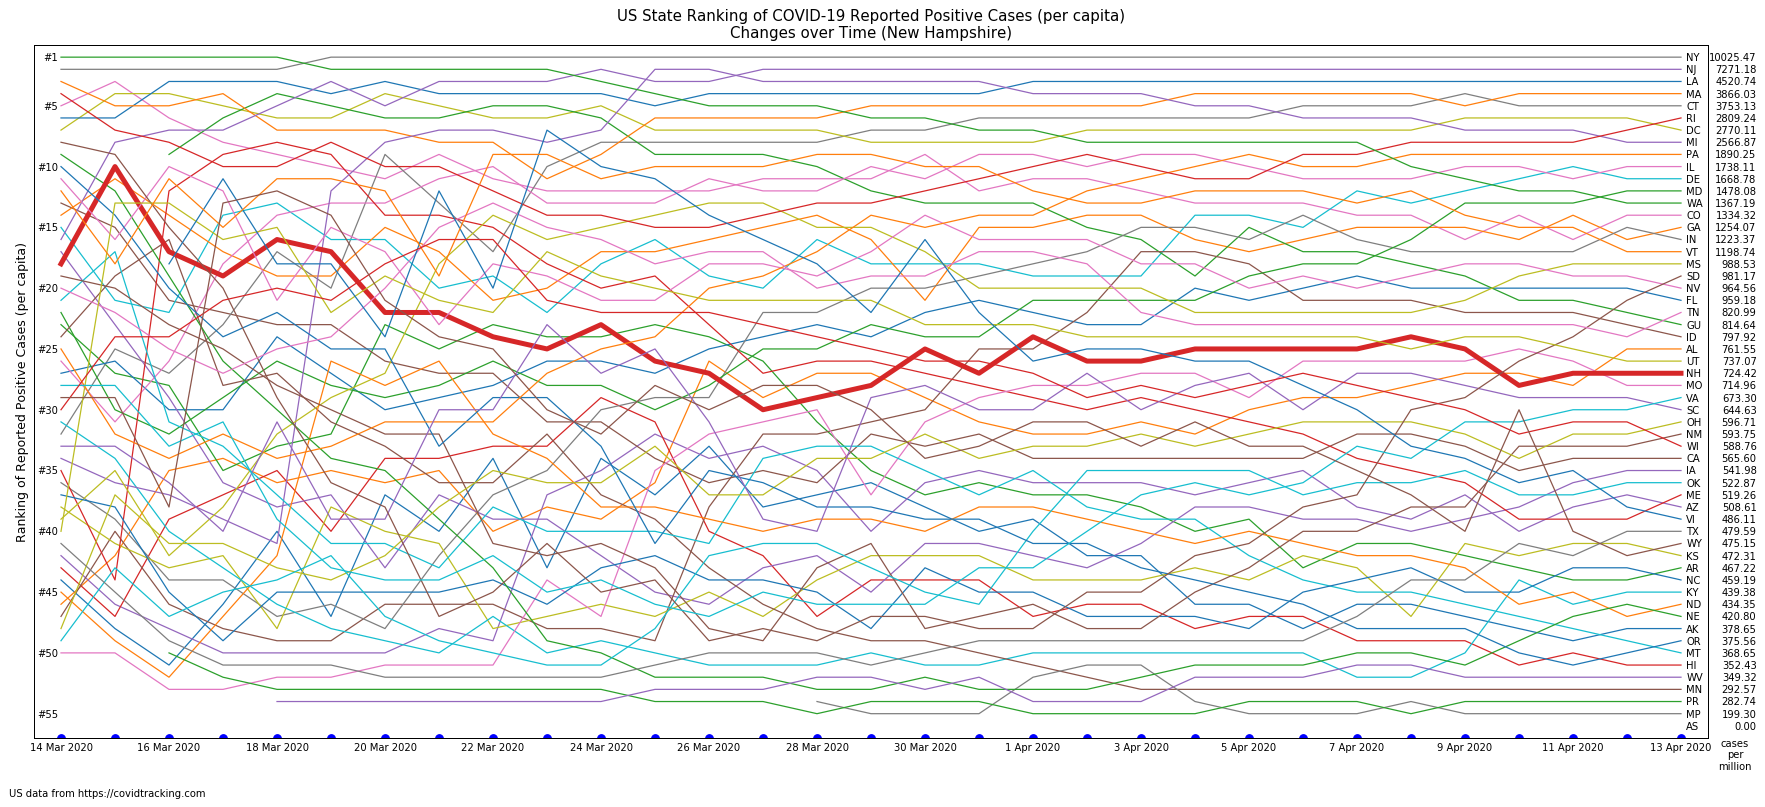 US State Ranking of COVID-19 Reported Positive Cases (per capita)
Changes over Time (New Hampshire)
Ranking of Reported Positive Cases (per capita)
#1
#5
#10
#15
#20
#25
#30
#35
#40
#45
#50
#55
NY 10025.47
NJ 7271.18
LA 4520.74
MA 3866.03
CT 3753.13
RI 2809.24
DC 2770.11
MI 2566.87
PA 1890.25
IL 1738.11
DE 1668.78
MD 1478.08
WA 1367.19
CO 1334.32
GA 1254.07
IN 1223.37
VT 1198.74
MS 988.53
SD 981.17
NV 964.56
FL 959.18
TN 820.99
GU 814.64
ID 797.92
AL 761.55
UT 737.07
NH 724.42
MO 714.96
VA 673.30
SC 644.63
OH 596.71
NM 593.75
WI 588.76
CA 565.60
IA 541.98
OK 522.87
ME 519.26
AZ 508.61
VI 486.11
TX 479.59
WY 475.15
KS 472.31
AR 467.22
NC 459.19
KY 439.38
ND 434.35
NE 420.80
AK 378.65
OR 375.56
MT 368.65
HI 352.43
WV 349.32
MN 292.57
PR 282.74
MP 199.30
AS 0.00
14 Mar 2020 16 Mar 2020 18 Mar 2020 20 Mar 2020 22 Mar 2020 24 Mar 2020 26 Mar 2020 28 Mar 2020 30 Mar 2020 1 Apr 2020 3 Apr 2020 5 Apr 2020 7 Apr 2020 9 Apr 2020 11 Apr 2020 13 Apr 2020
cases
per
million
US data from https://covidtracking.com